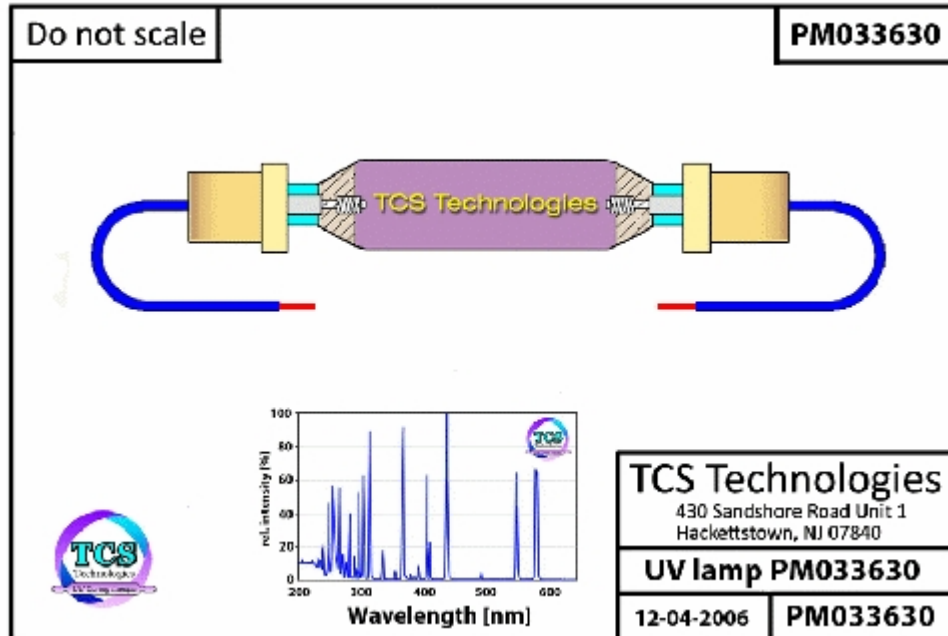 Do not scale
PM033630
TCS Technologies
100
80
60
40
20
0
rel. intensity [%]
200 300 400 500 600
Wavelength [nm]
TCS
TCS
Technologies
TCS Technologies
430 Sandshore Road Unit 1
Hackettstown, NJ 07840
UV lamp PM033630
12-04-2006
PM033630